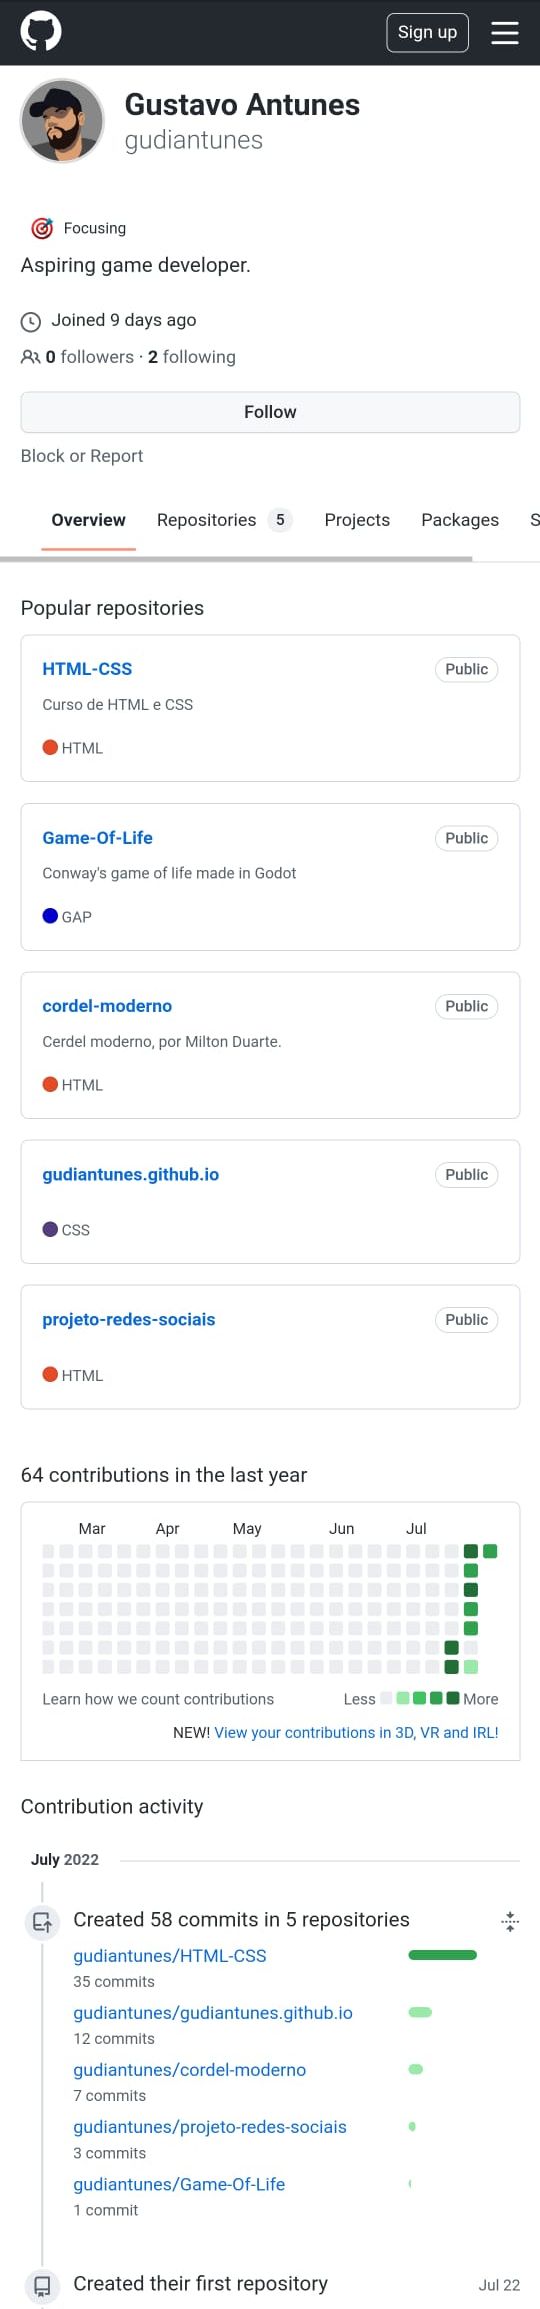 Sign up
Gustavo Antunes
gudiantunes
Focusing
Aspiring game developer.
Joined 9 days ago
0 followers · 2 following
Follow
Block or Report
Overview Repositories 5 Projects Packages S
Popular repositories
HTML-CSS Public
Curso de HTML e CSS
HTML
Game-Of-Life Public
Conway's game of life made in Godot
GAP
cordel-moderno Public
Cerdel moderno, por Milton Duarte.
HTML
gudiantunes.github.io Public
CSS
projeto-redes-sociais Public
HTML
64 contributions in the last year
Mar Apr May Jun Jul
Learn how we count contributions Less More
NEW! View your contributions in 3D, VR and IRL!
Contribution activity
July 2022
Created 58 commits in 5 repositories
gudiantunes/HTML-CSS
35 commits
gudiantunes/gudiantunes.github.io
12 commits
gudiantunes/cordel-moderno
7 commits
gudiantunes/projeto-redes-sociais
3 commits
gudiantunes/Game-Of-Life
1 commit
Created their first repository Jul 22